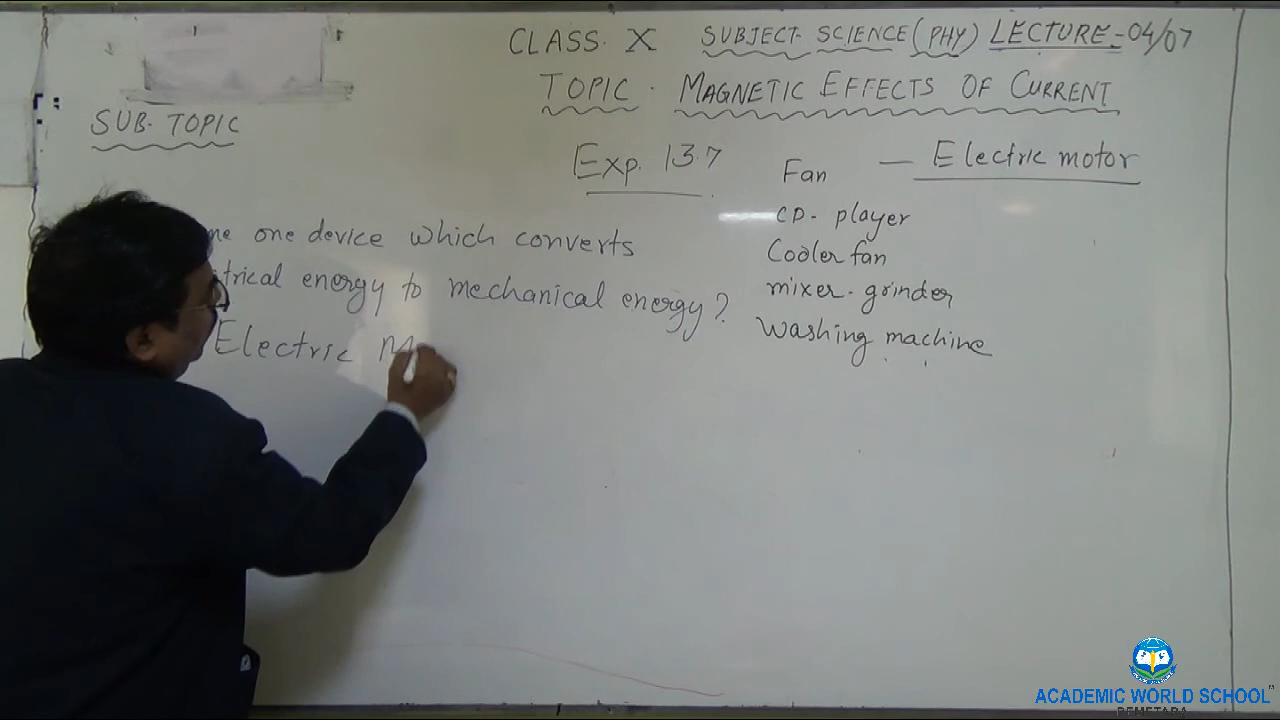 CLASS. X SUBJECT. SCIENCE (PHY) LECTURE-04/07
TOPIC. MAGNETIC EFFECTS OF CURRENT
SUB. TOPIC
Exp. 13.7
Fan — Electric motor
CD- player
Cooler fan
mixer-grinder
Washing machine
me one device which converts
trical energy to mechanical energy?
Electric M
ACADEMIC WORLD SCHOOL
BEMETARA